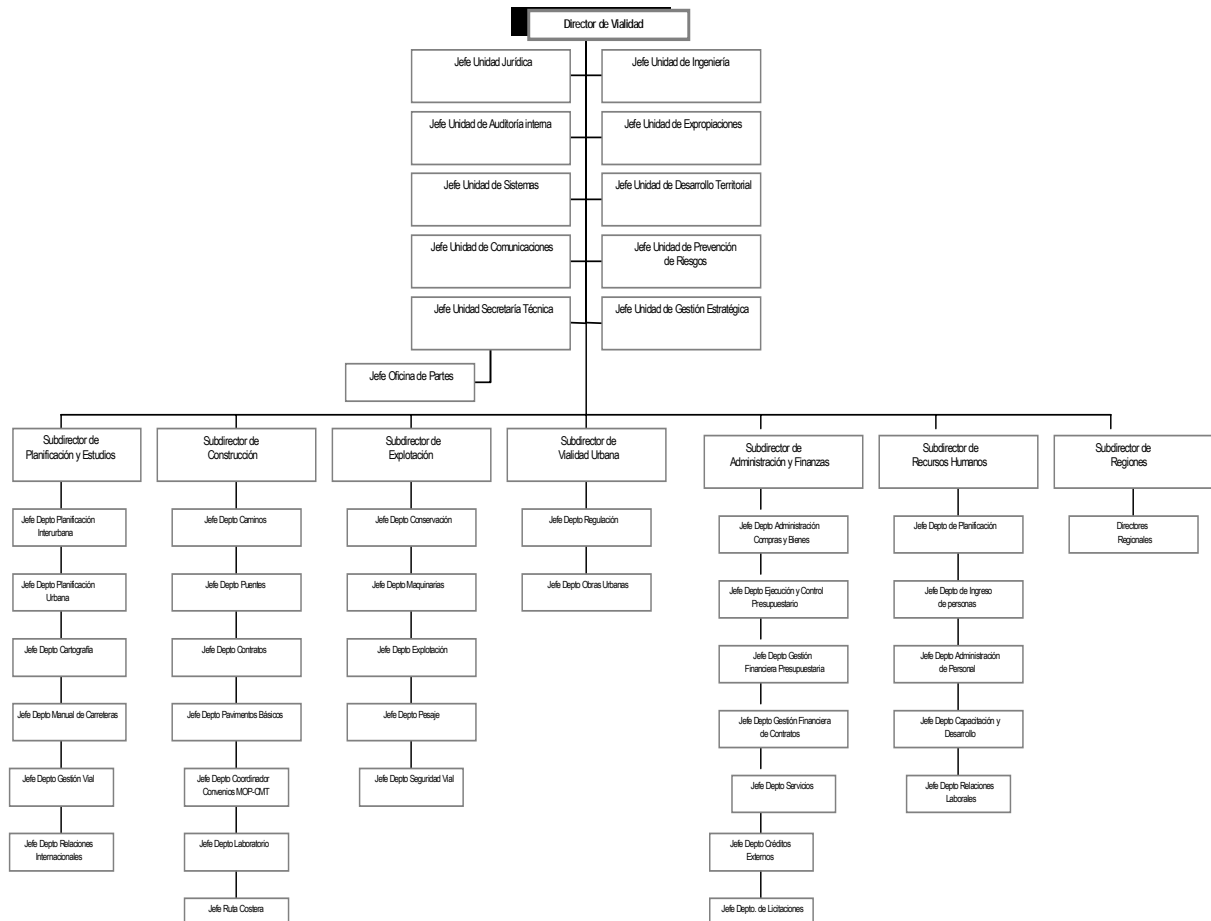 Director de Vialidad
Jefe Unidad Jurídica
Jefe Unidad de Ingeniería
Jefe Unidad de Auditoría interna
Jefe Unidad de Expropiaciones
Jefe Unidad de Sistemas
Jefe Unidad de Desarrollo Territorial
Jefe Unidad de Comunicaciones
Jefe Unidad de Prevención
de Riesgos
Jefe Unidad Secretaría Técnica
Jefe Unidad de Gestión Estratégica
Jefe Oficina de Partes
Subdirector de
Planificación y Estudios
Jefe Depto Planificación
Interurbana
Jefe Depto Planificación
Urbana
Jefe Depto Cartografía
Jefe Depto Manual de Carreteras
Jefe Depto Gestión Vial
Jefe Depto Relaciones
Internacionales
Subdirector de
Construcción
Jefe Depto Caminos
Jefe Depto Puentes
Jefe Depto Contratos
Jefe Depto Pavimentos Básicos
Jefe Depto Coordinador
Convenios MOP-CMT
Jefe Depto Laboratorio
Jefe Ruta Costera
Subdirector de
Explotación
Jefe Depto Conservación
Jefe Depto Maquinarias
Jefe Depto Explotación
Jefe Depto Pesaje
Jefe Depto Seguridad Vial
Subdirector de
Vialidad Urbana
Jefe Depto Regulación
Jefe Depto Obras Urbanas
Subdirector de
Administración y Finanzas
Jefe Depto Administración
Compras y Bienes
Jefe Depto Ejecución y Control
Presupuestario
Jefe Depto Gestión
Financiera Presupuestaria
Jefe Depto Gestión Financiera
de Contratos
Jefe Depto Servicios
Jefe Depto Créditos
Externos
Jefe Depto. de Licitaciones
Subdirector de
Recursos Humanos
Jefe Depto de Planificación
Jefe Depto de Ingreso
de personas
Jefe Depto Administración
de Personal
Jefe Depto Capacitación y
Desarrollo
Jefe Depto Relaciones
Laborales
Subdirector de
Regiones
Directores
Regionales